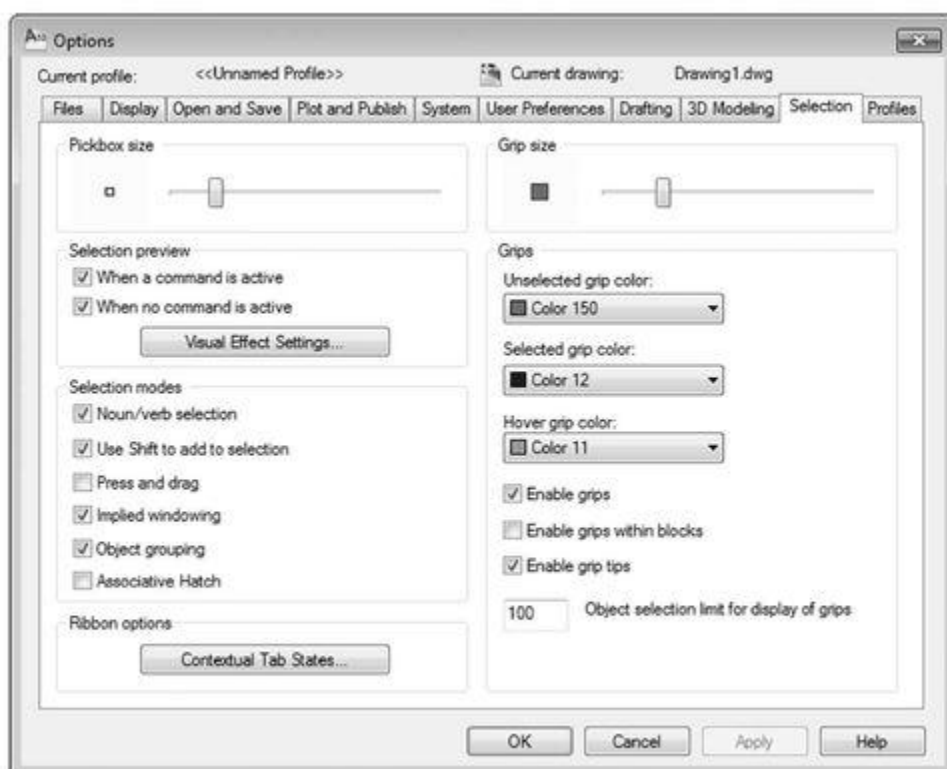 Options
Current profile: <<Unnamed Profile>> Current drawing: Drawing1.dwg
Files Display Open and Save Plot and Publish System User Preferences Drafting 3D Modeling Selection Profiles
Pickbox size
Grip size
Selection preview
When a command is active
When no command is active
Visual Effect Settings...
Selection modes
Noun/verb selection
Use Shift to add to selection
Press and drag
Implied windowing
Object grouping
Associative Hatch
Ribbon options
Contextual Tab States...
Grips
Unselected grip color:
Color 150
Selected grip color:
Color 12
Hover grip color:
Color 11
Enable grips
Enable grips within blocks
Enable grip tips
100 Object selection limit for display of grips
OK Cancel Apply Help